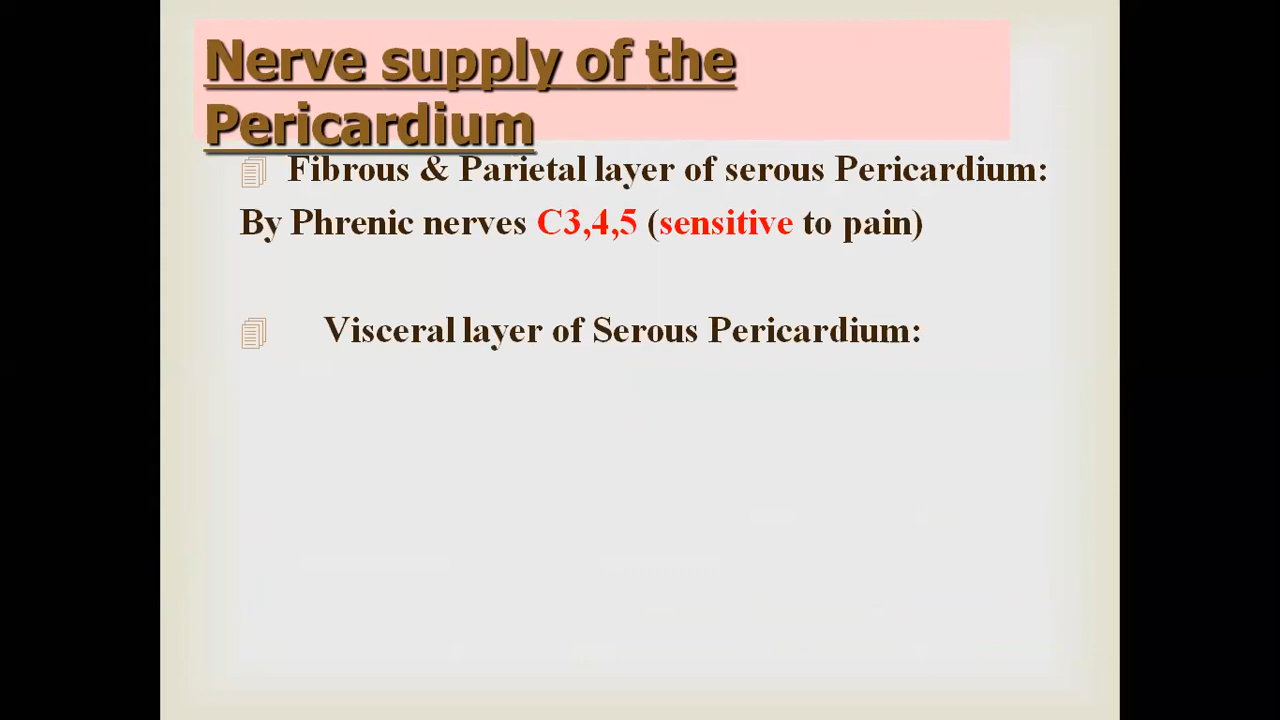 Nerve supply of the
Pericardium
Fibrous & Parietal layer of serous Pericardium:
By Phrenic nerves C3,4,5 (sensitive to pain)
Visceral layer of Serous Pericardium: